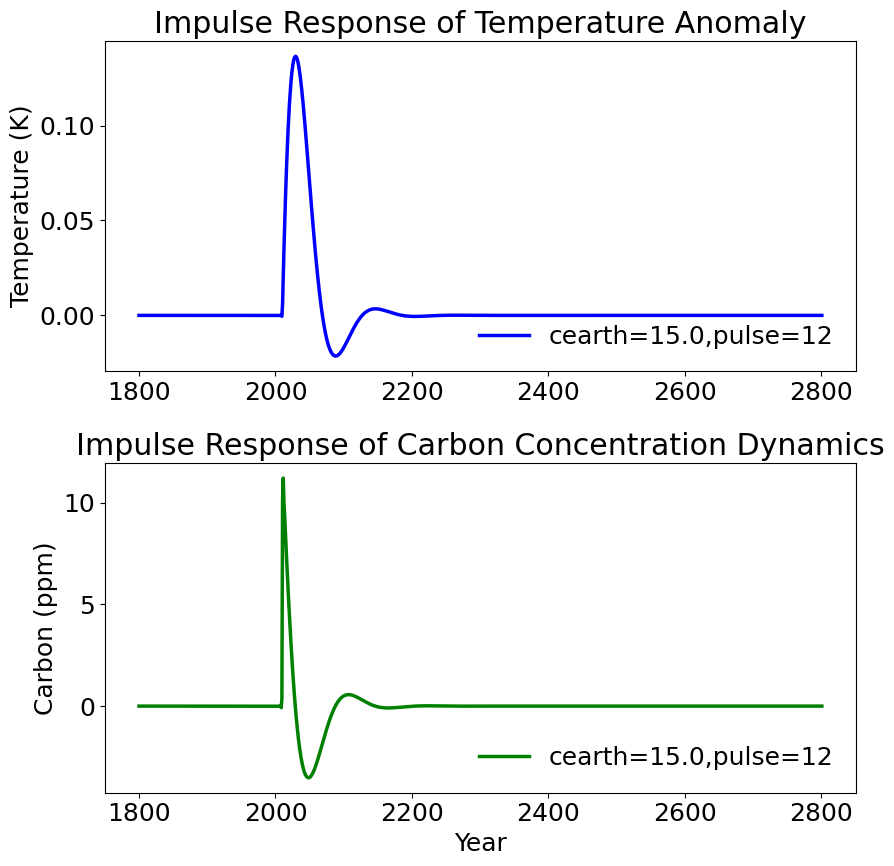 Impulse Response of Temperature Anomaly
Temperature (K)
0.10
0.05
0.00
cearth=15.0,pulse=12
1800 2000 2200 2400 2600 2800
Impulse Response of Carbon Concentration Dynamics
Carbon (ppm)
10
5
0
cearth=15.0,pulse=12
1800 2000 2200 2400 2600 2800
Year